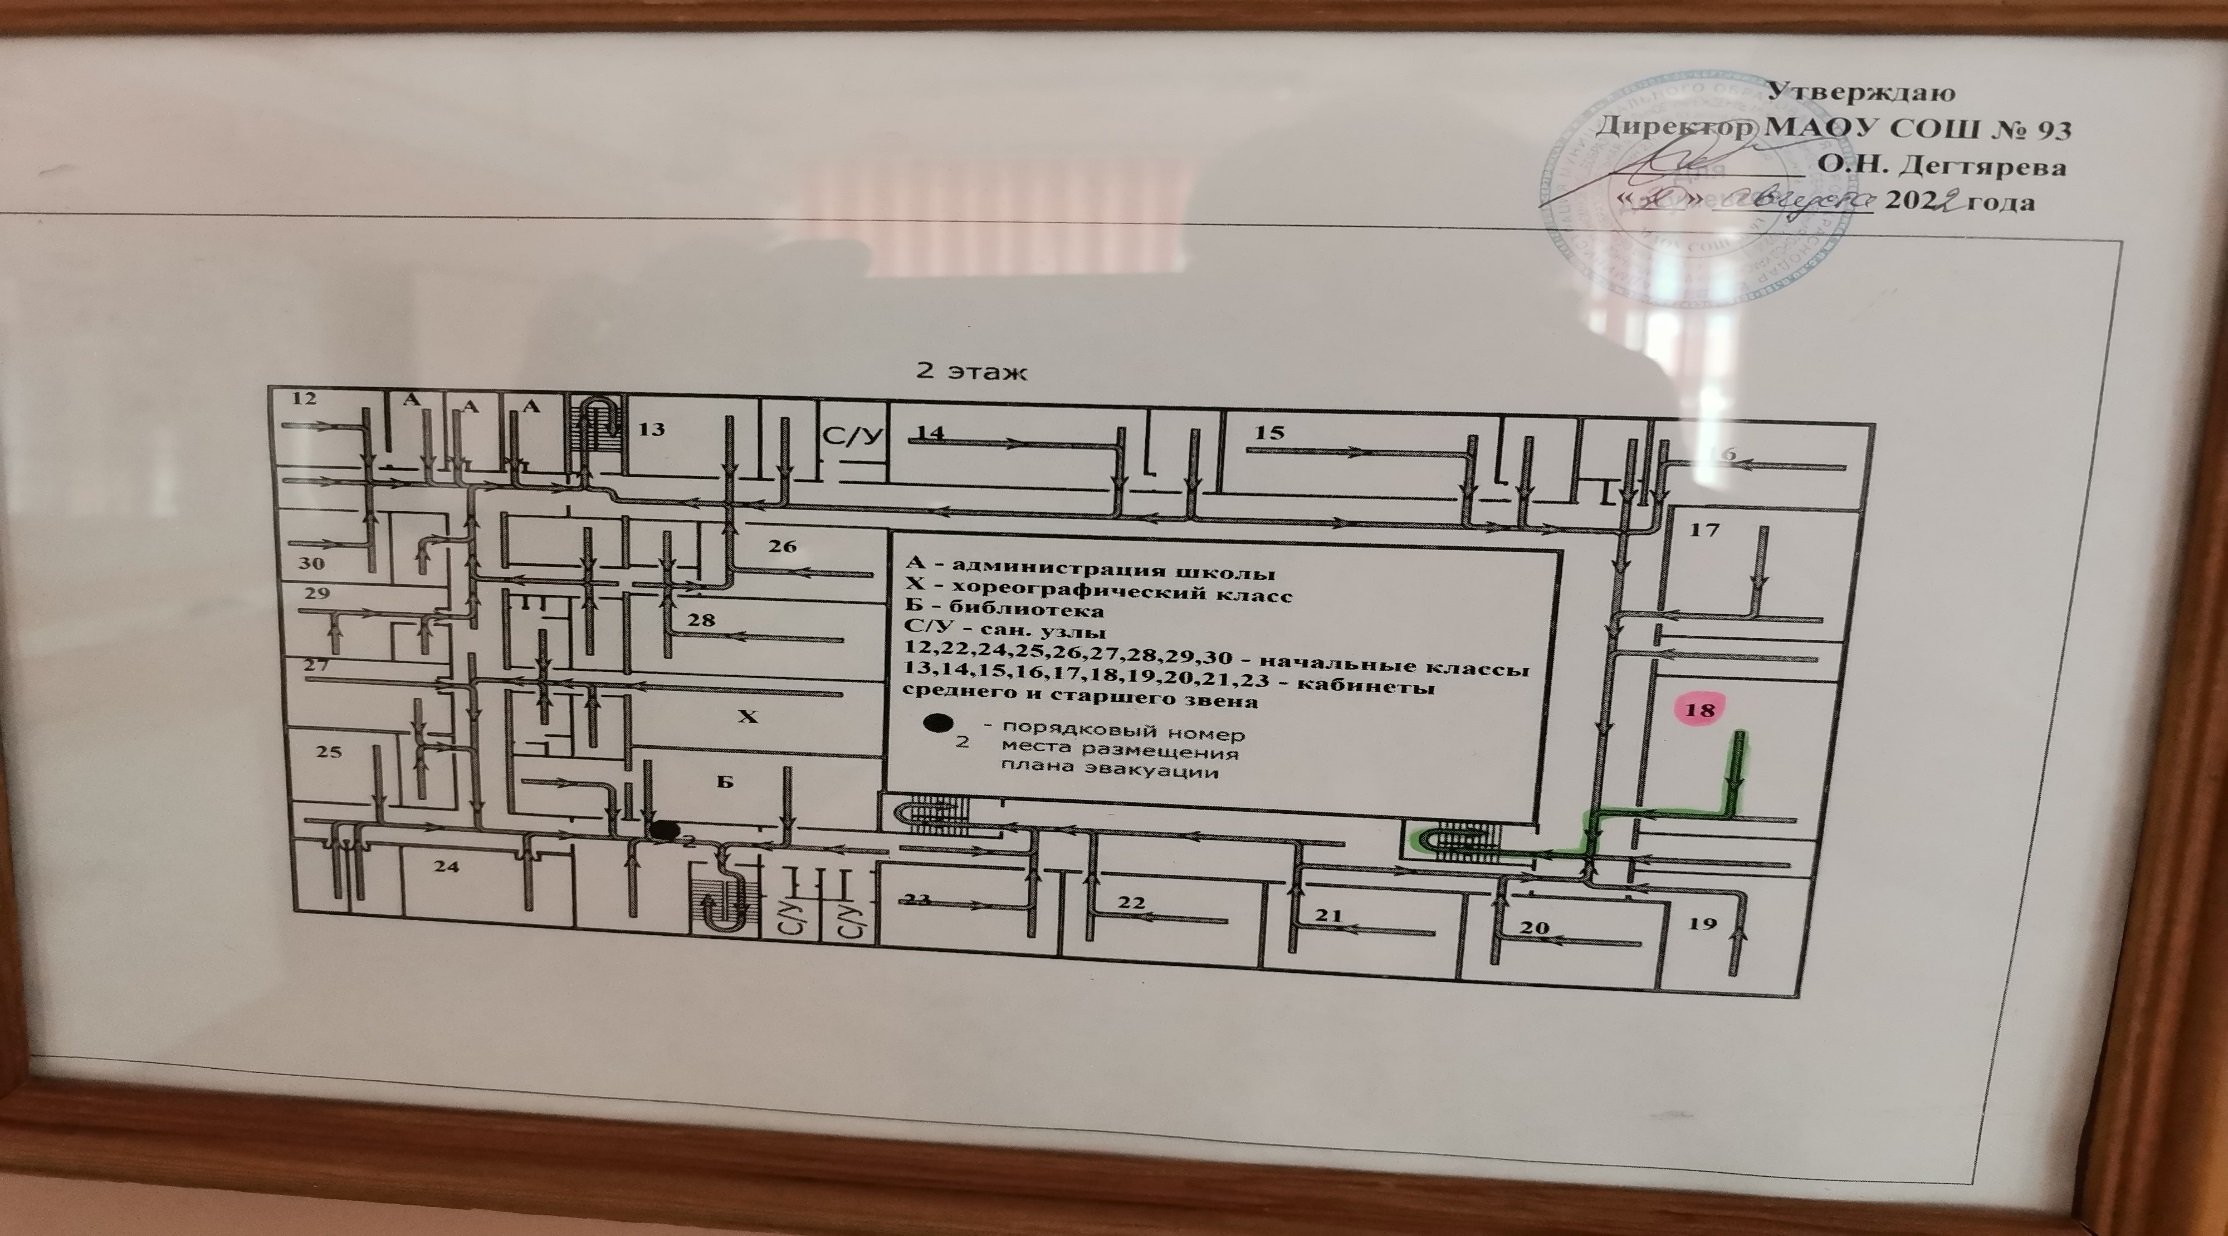 Утверждаю
Директор МАОУ СОШ № 93
О.Н. Дегтярева
«30» августа 2022 года
2 этаж
12
А
А
А
13
С/У
14
15
16
17
30
26
29
28
27
18
Х
25
Б
24
С/У
С/У
23
22
21
20
19
А - администрация школы
Х - хореографический класс
Б - библиотека
С/У - сан. узлы
12,22,24,25,26,27,28,29,30 - начальные классы
13,14,15,16,17,18,19,20,21,23 - кабинеты
среднего и старшего звена
2 - порядковый номер
места размещения
плана эвакуации
2